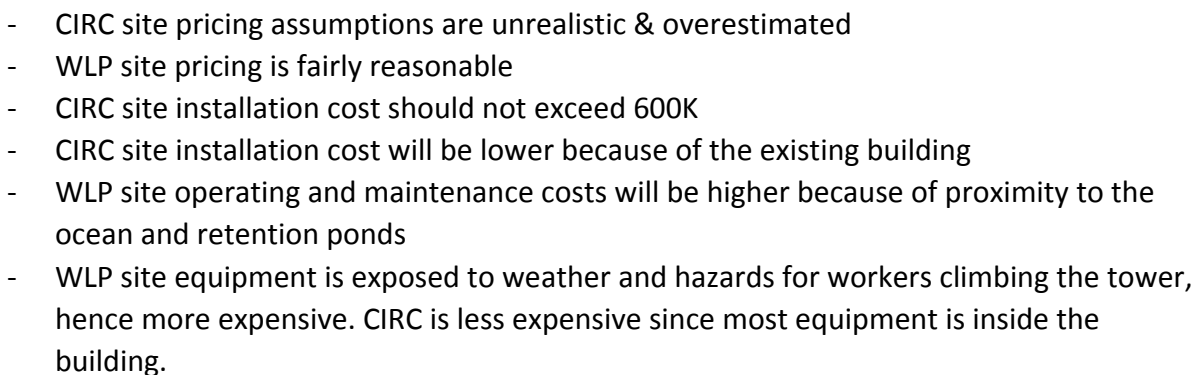 - CIRC site pricing assumptions are unrealistic & overestimated
- WLP site pricing is fairly reasonable
- CIRC site installation cost should not exceed 600K
- CIRC site installation cost will be lower because of the existing building
- WLP site operating and maintenance costs will be higher because of proximity to the
ocean and retention ponds
- WLP site equipment is exposed to weather and hazards for workers climbing the tower,
hence more expensive. CIRC is less expensive since most equipment is inside the
building.